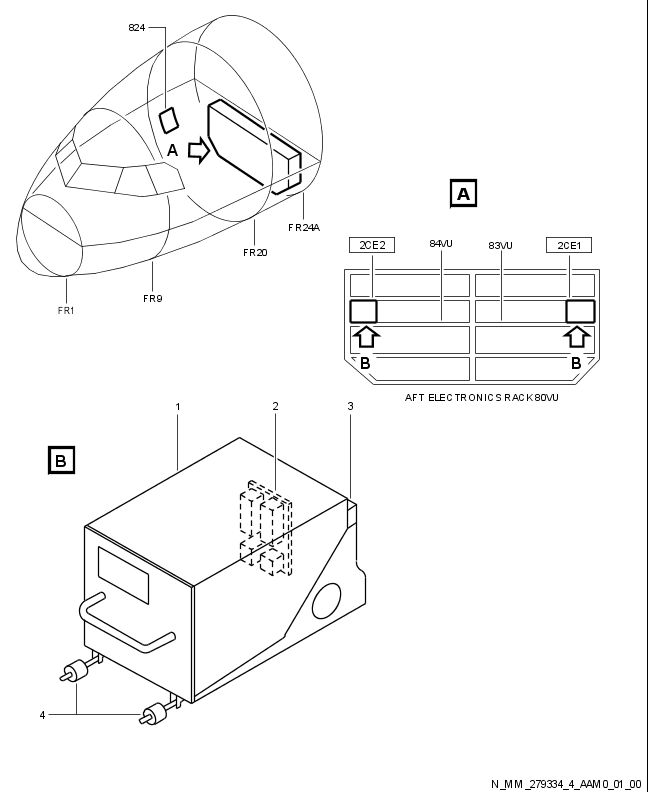 824
A
FR24A
FR20
FR9
FR1
A
2CE2
84VU
83VU
2CE1
B
B
AFT ELECTRONICS RACK 80VU
1
2
3
B
4
N_MM_279334_4_AAM0_01_00